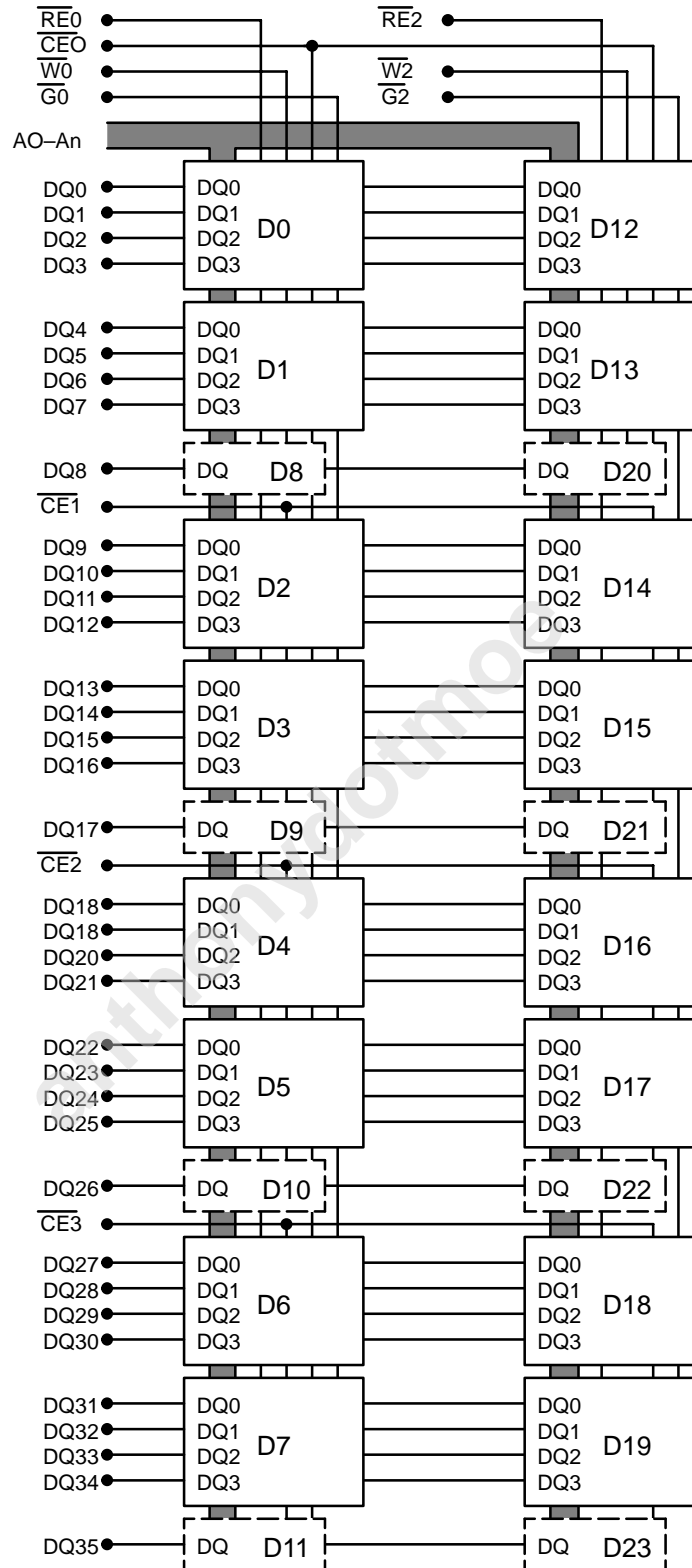 RE0 RE2
CEO
W0 W2
G0 G2
AO–An
DQ0 DQ0 DQ0
DQ1 DQ1 D0 DQ1 D12
DQ2 DQ2 DQ2
DQ3 DQ3 DQ3
DQ4 DQ0 DQ0
DQ5 DQ1 D1 DQ1 D13
DQ6 DQ2 DQ2
DQ7 DQ3 DQ3
DQ8 DQ D8 DQ D20
CE1
DQ9 DQ0 DQ0
DQ10 DQ1 D2 DQ1 D14
DQ11 DQ2 DQ2
DQ12 DQ3 DQ3
DQ13 DQ0 DQ0
DQ14 DQ1 D3 DQ1 D15
DQ15 DQ2 DQ2
DQ16 DQ3 DQ3
DQ17 DQ D9 DQ D21
CE2
DQ18 DQ0 DQ0
DQ18 DQ1 D4 DQ1 D16
DQ20 DQ2 DQ2
DQ21 DQ3 DQ3
DQ22 DQ0 DQ0
DQ23 DQ1 D5 DQ1 D17
DQ24 DQ2 DQ2
DQ25 DQ3 DQ3
DQ26 DQ D10 DQ D22
CE3
DQ27 DQ0 DQ0
DQ28 DQ1 D6 DQ1 D18
DQ29 DQ2 DQ2
DQ30 DQ3 DQ3
DQ31 DQ0 DQ0
DQ32 DQ1 D7 DQ1 D19
DQ33 DQ2 DQ2
DQ34 DQ3 DQ3
DQ35 DQ D11 DQ D23
anthonydotmoe